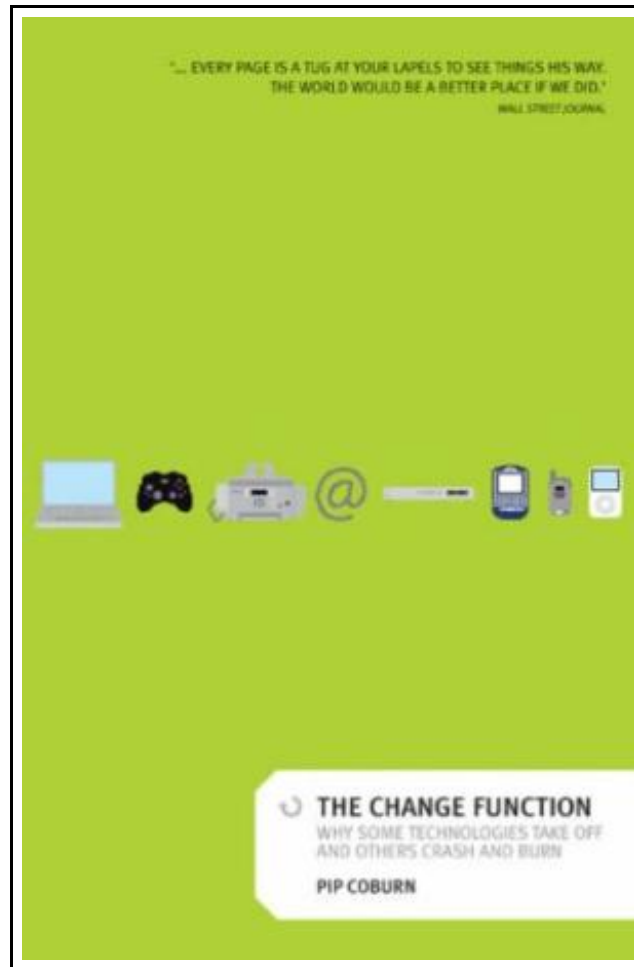 "... EVERY PAGE IS A TUG AT YOUR LAPELS TO SEE THINGS HIS WAY.
THE WORLD WOULD BE A BETTER PLACE IF WE DID."
WALL STREET JOURNAL
@
THE CHANGE FUNCTION
WHY SOME TECHNOLOGIES TAKE OFF
AND OTHERS CRASH AND BURN
PIP COBURN